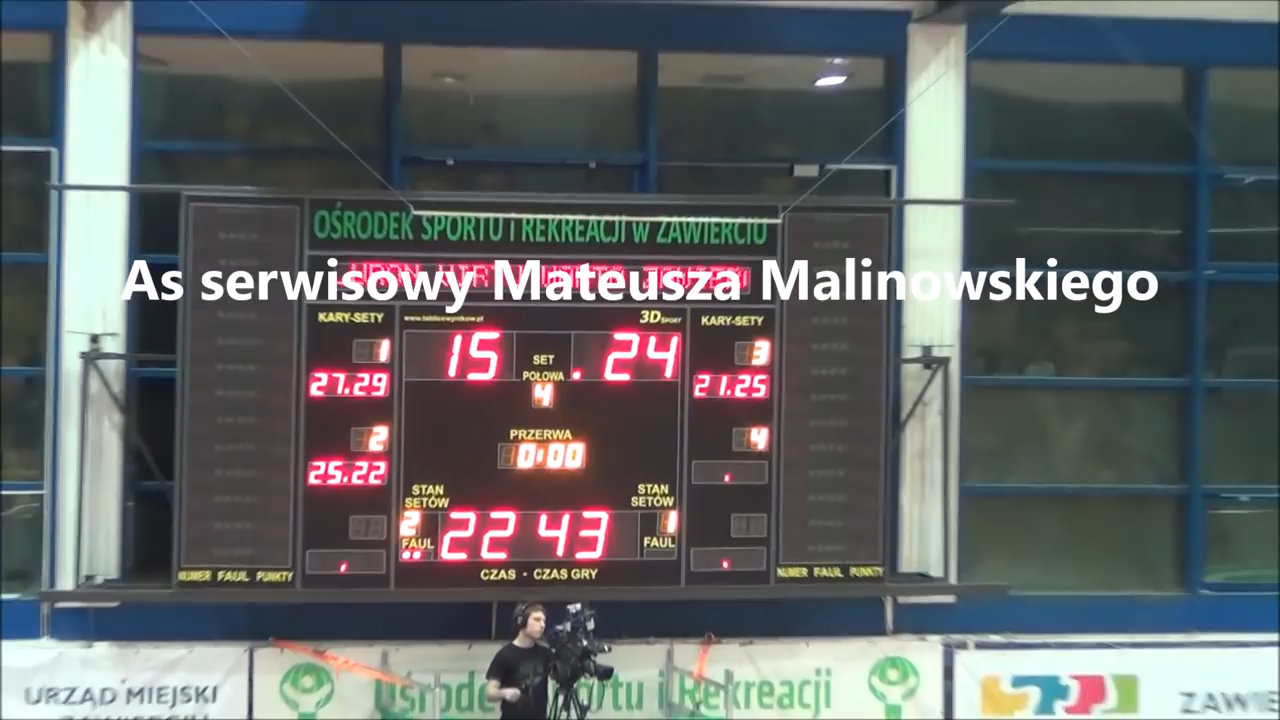 OŚRODEK SPORTU i REKREACJI w ZAWIERCIU
As serwisowy Mateusza Malinowskiego
KARY-SETY
www.tablicewynikow.pl
3D SPORT
KARY-SETY
1
15
SET
. 24
3
POŁOWA
27.29
4
21.25
2
PRZERWA
4
25.22
0:00
STAN SETÓW
STAN SETÓW
2
22 43
1
FAUL
FAUL
CZAS - CZAS GRY
NUMER FAUL PUNKTY
NUMER FAUL PUNKTY
URZĄD MIEJSKI
ZAWIERCIU
Ośrodek Sportu i Rekreacji
ZAWIE